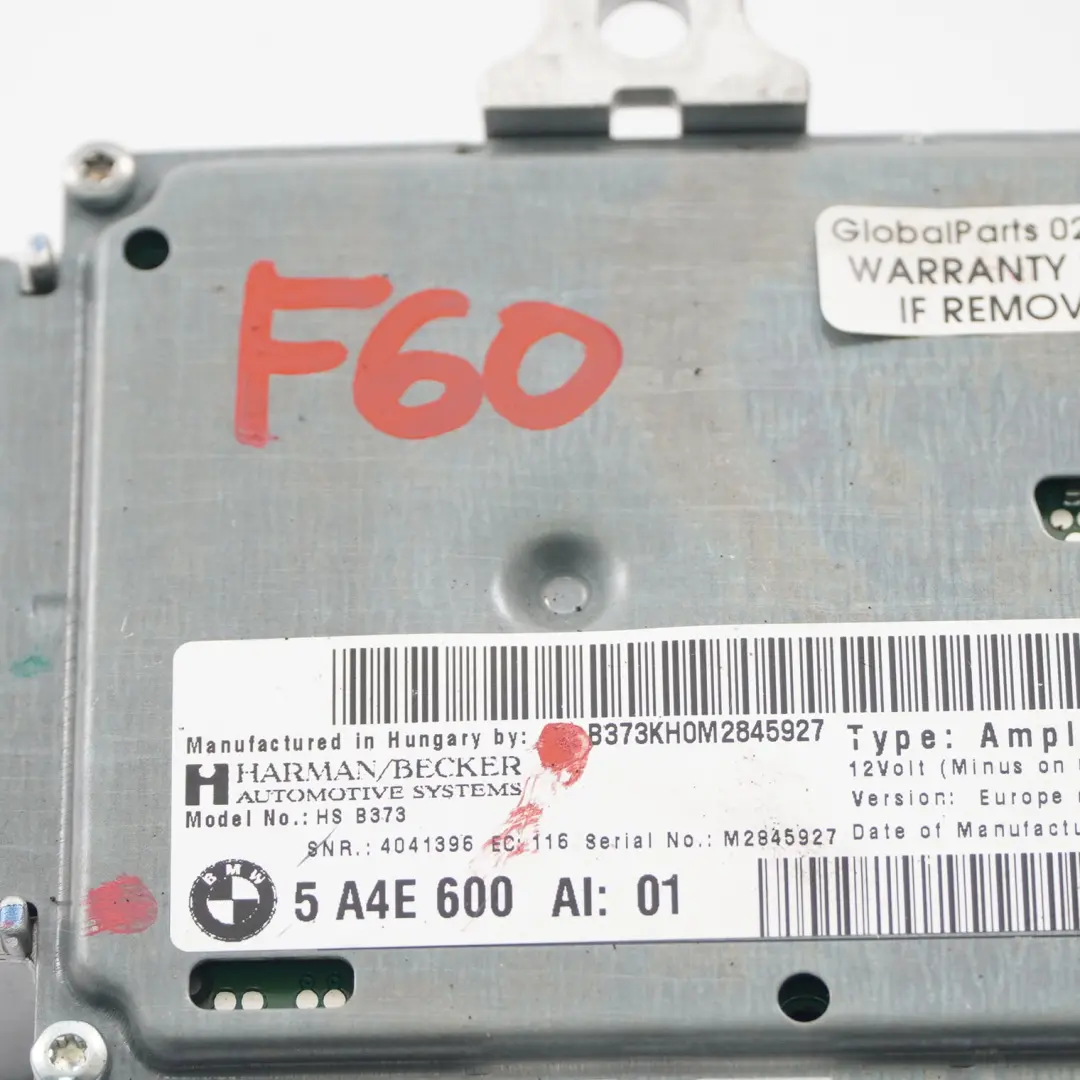 F60
GlobalParts 02
WARRANTY
IF REMOV
B373KH0M2845927
Manufactured in Hungary by:
HARMAN/BECKER
AUTOMOTIVE SYSTEMS
Model No.: HS B373
SNR.: 4041396 EC: 116 Serial No.: M2845927
Type: Ampl
12Volt (Minus on
Version: Europe
Date of Manufactu
BMW
5 A4E 600 AI: 01